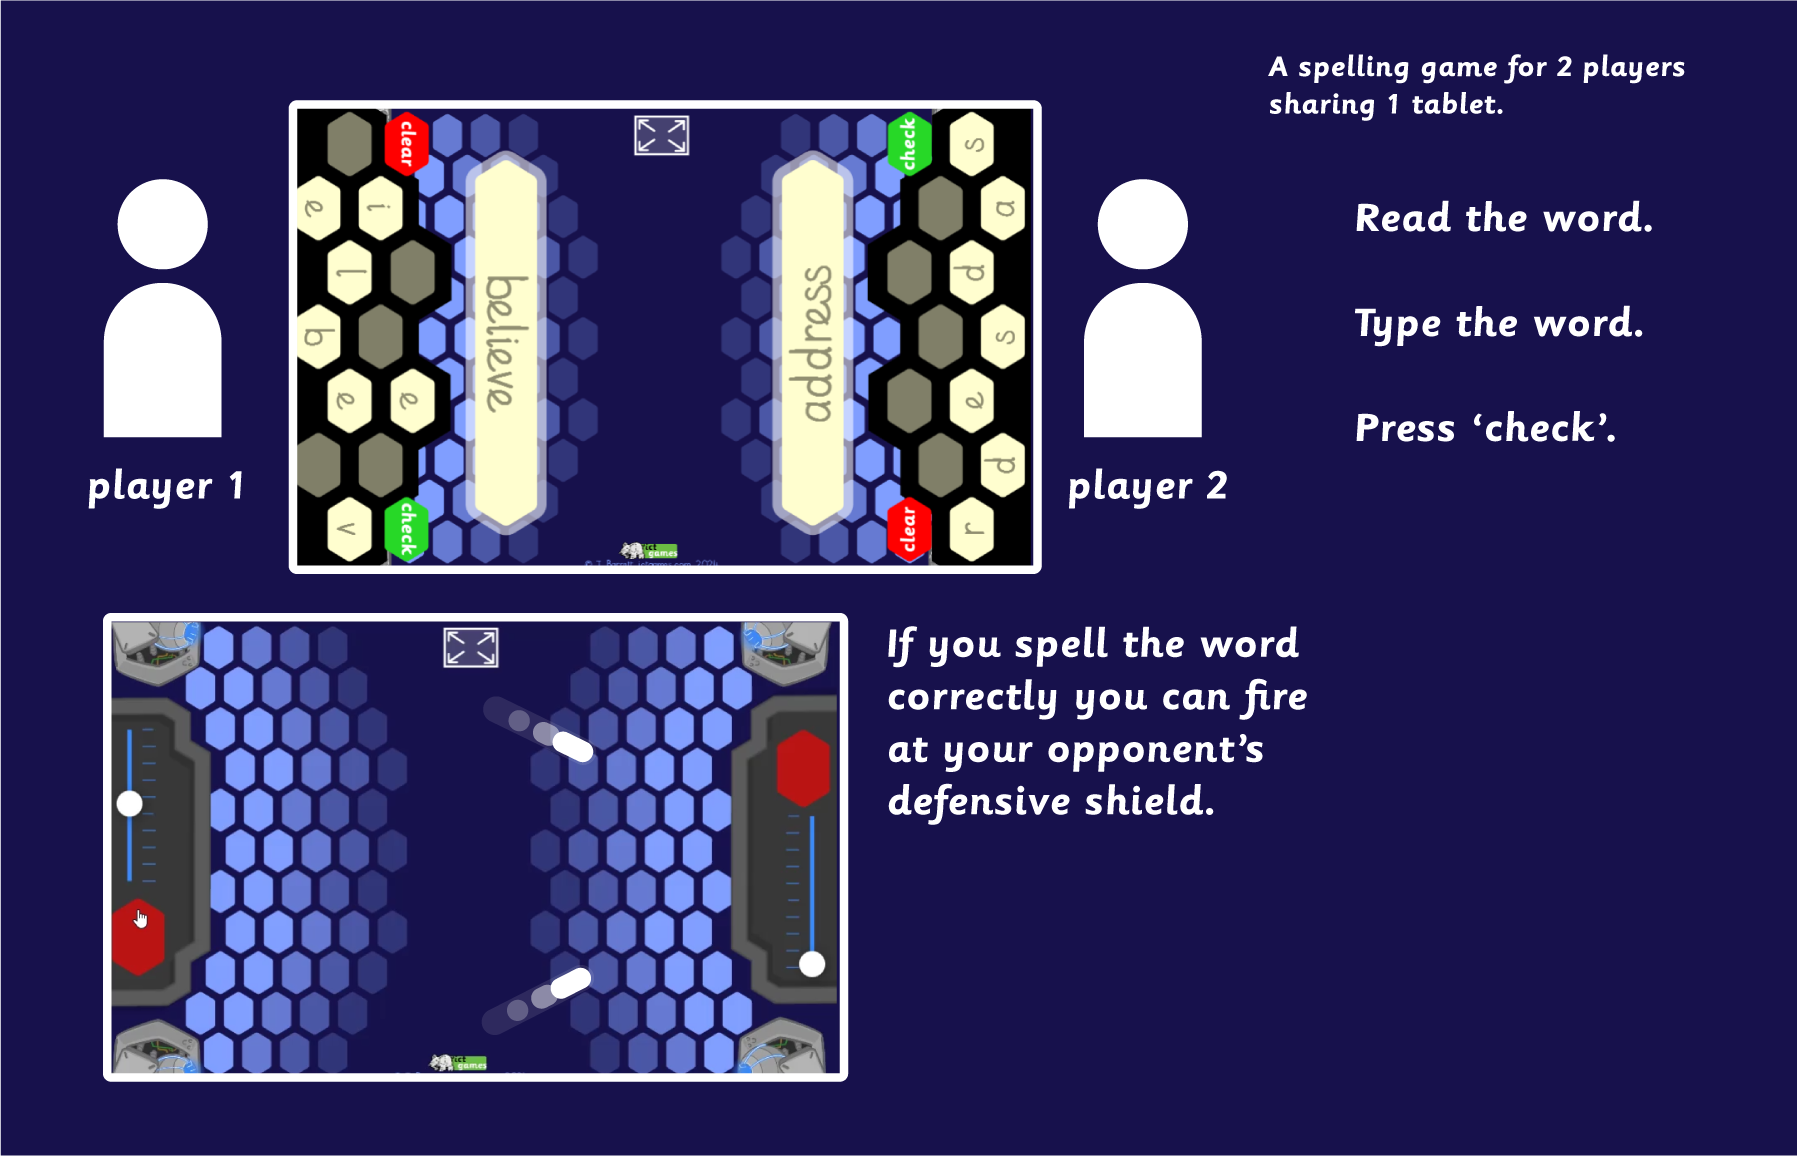 A spelling game for 2 players
sharing 1 tablet.
clear
check
s
e
i
a
l
d
believe
address
b
s
e
e
e
d
v
check
clear
r
ict
games
player 1
player 2
Read the word.
Type the word.
Press ‘check’.
If you spell the word
correctly you can fire
at your opponent’s
defensive shield.
ict
games